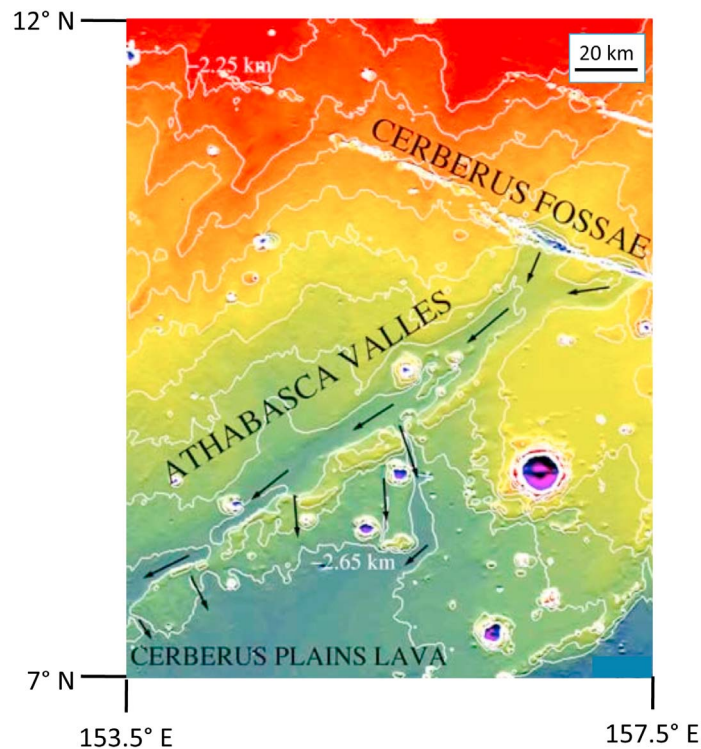 12° N
20 km
−2.25 km
CERBERUS FOSSAE
ATHABASCA VALLES
−2.65 km
CERBERUS PLAINS LAVA
7° N
153.5° E
157.5° E